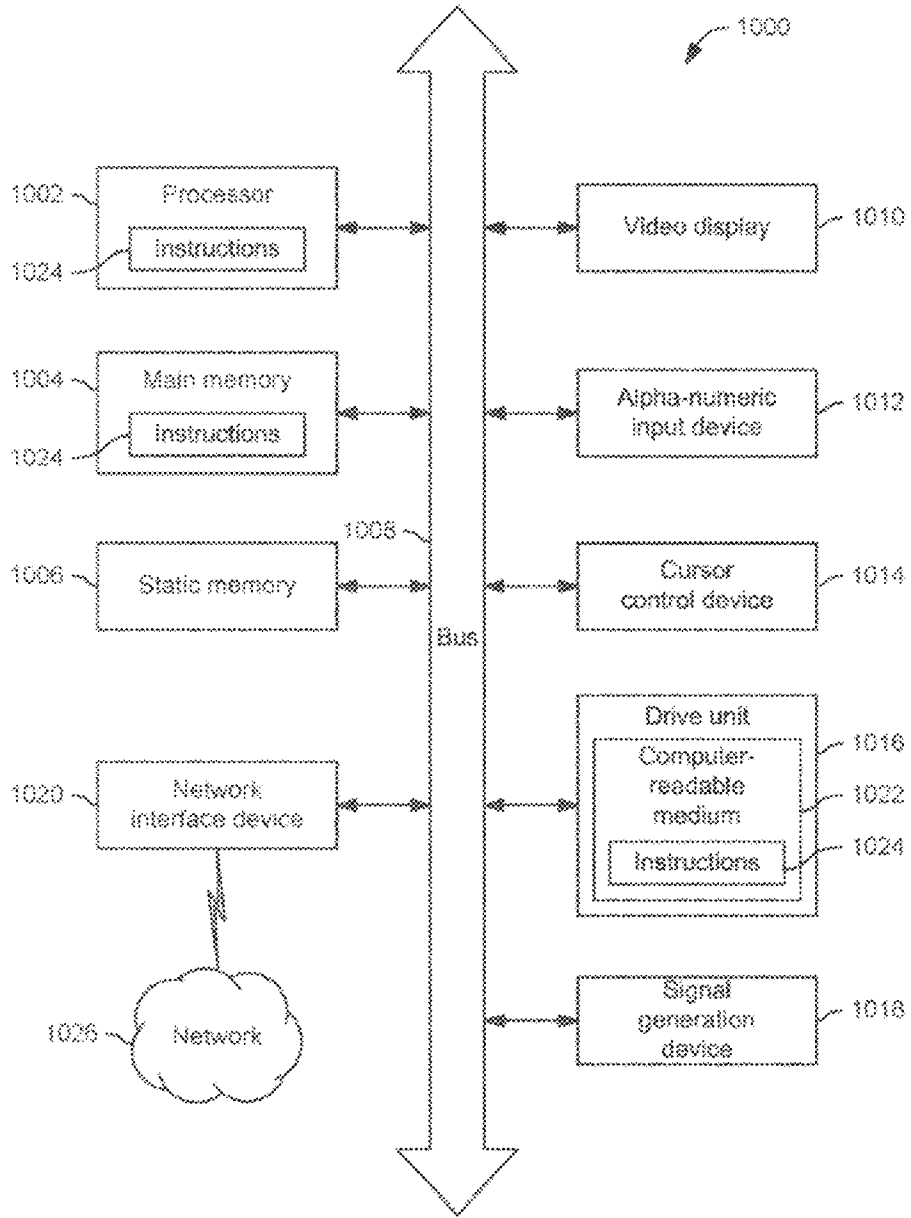 1000
1002
Processor
1024
Instructions
Video display
1010
1004
Main memory
1024
Instructions
Alpha-numeric
input device
1012
1008
1006
Static memory
Cursor
control device
1014
Bus
Drive unit
1016
Computer-
readable
medium
1022
Instructions
1024
1020
Network
interface device
1026
Network
Signal
generation
device
1018